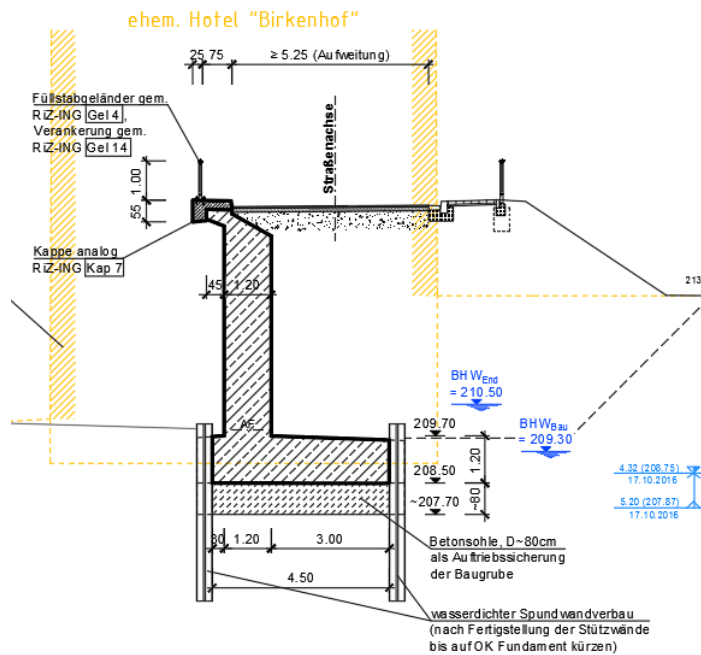 ehem. Hotel "Birkenhof"
25 75 ≥ 5.25 (Aufweitung)
Füllstabgeländer gem.
RiZ-ING Gel 4,
Verankerung gem.
RiZ-ING Gel 14
Straßenachse
1.00
55
Kappe analog
RiZ-ING Kap 7
45 1.20
213
BHW End
= 210.50
BHW Bau
= 209.30
AF
209.70
208.50
~207.70
1.20
~80
4.32 (208.75)
17.10.2016
5.20 (207.87)
17.10.2016
30 1.20 3.00
4.50
Betonsohle, D~80cm
als Auftriebssicherung
der Baugrube
wasserdichter Spundwandverbau
(nach Fertigstellung der Stützwände
bis auf OK Fundament kürzen)